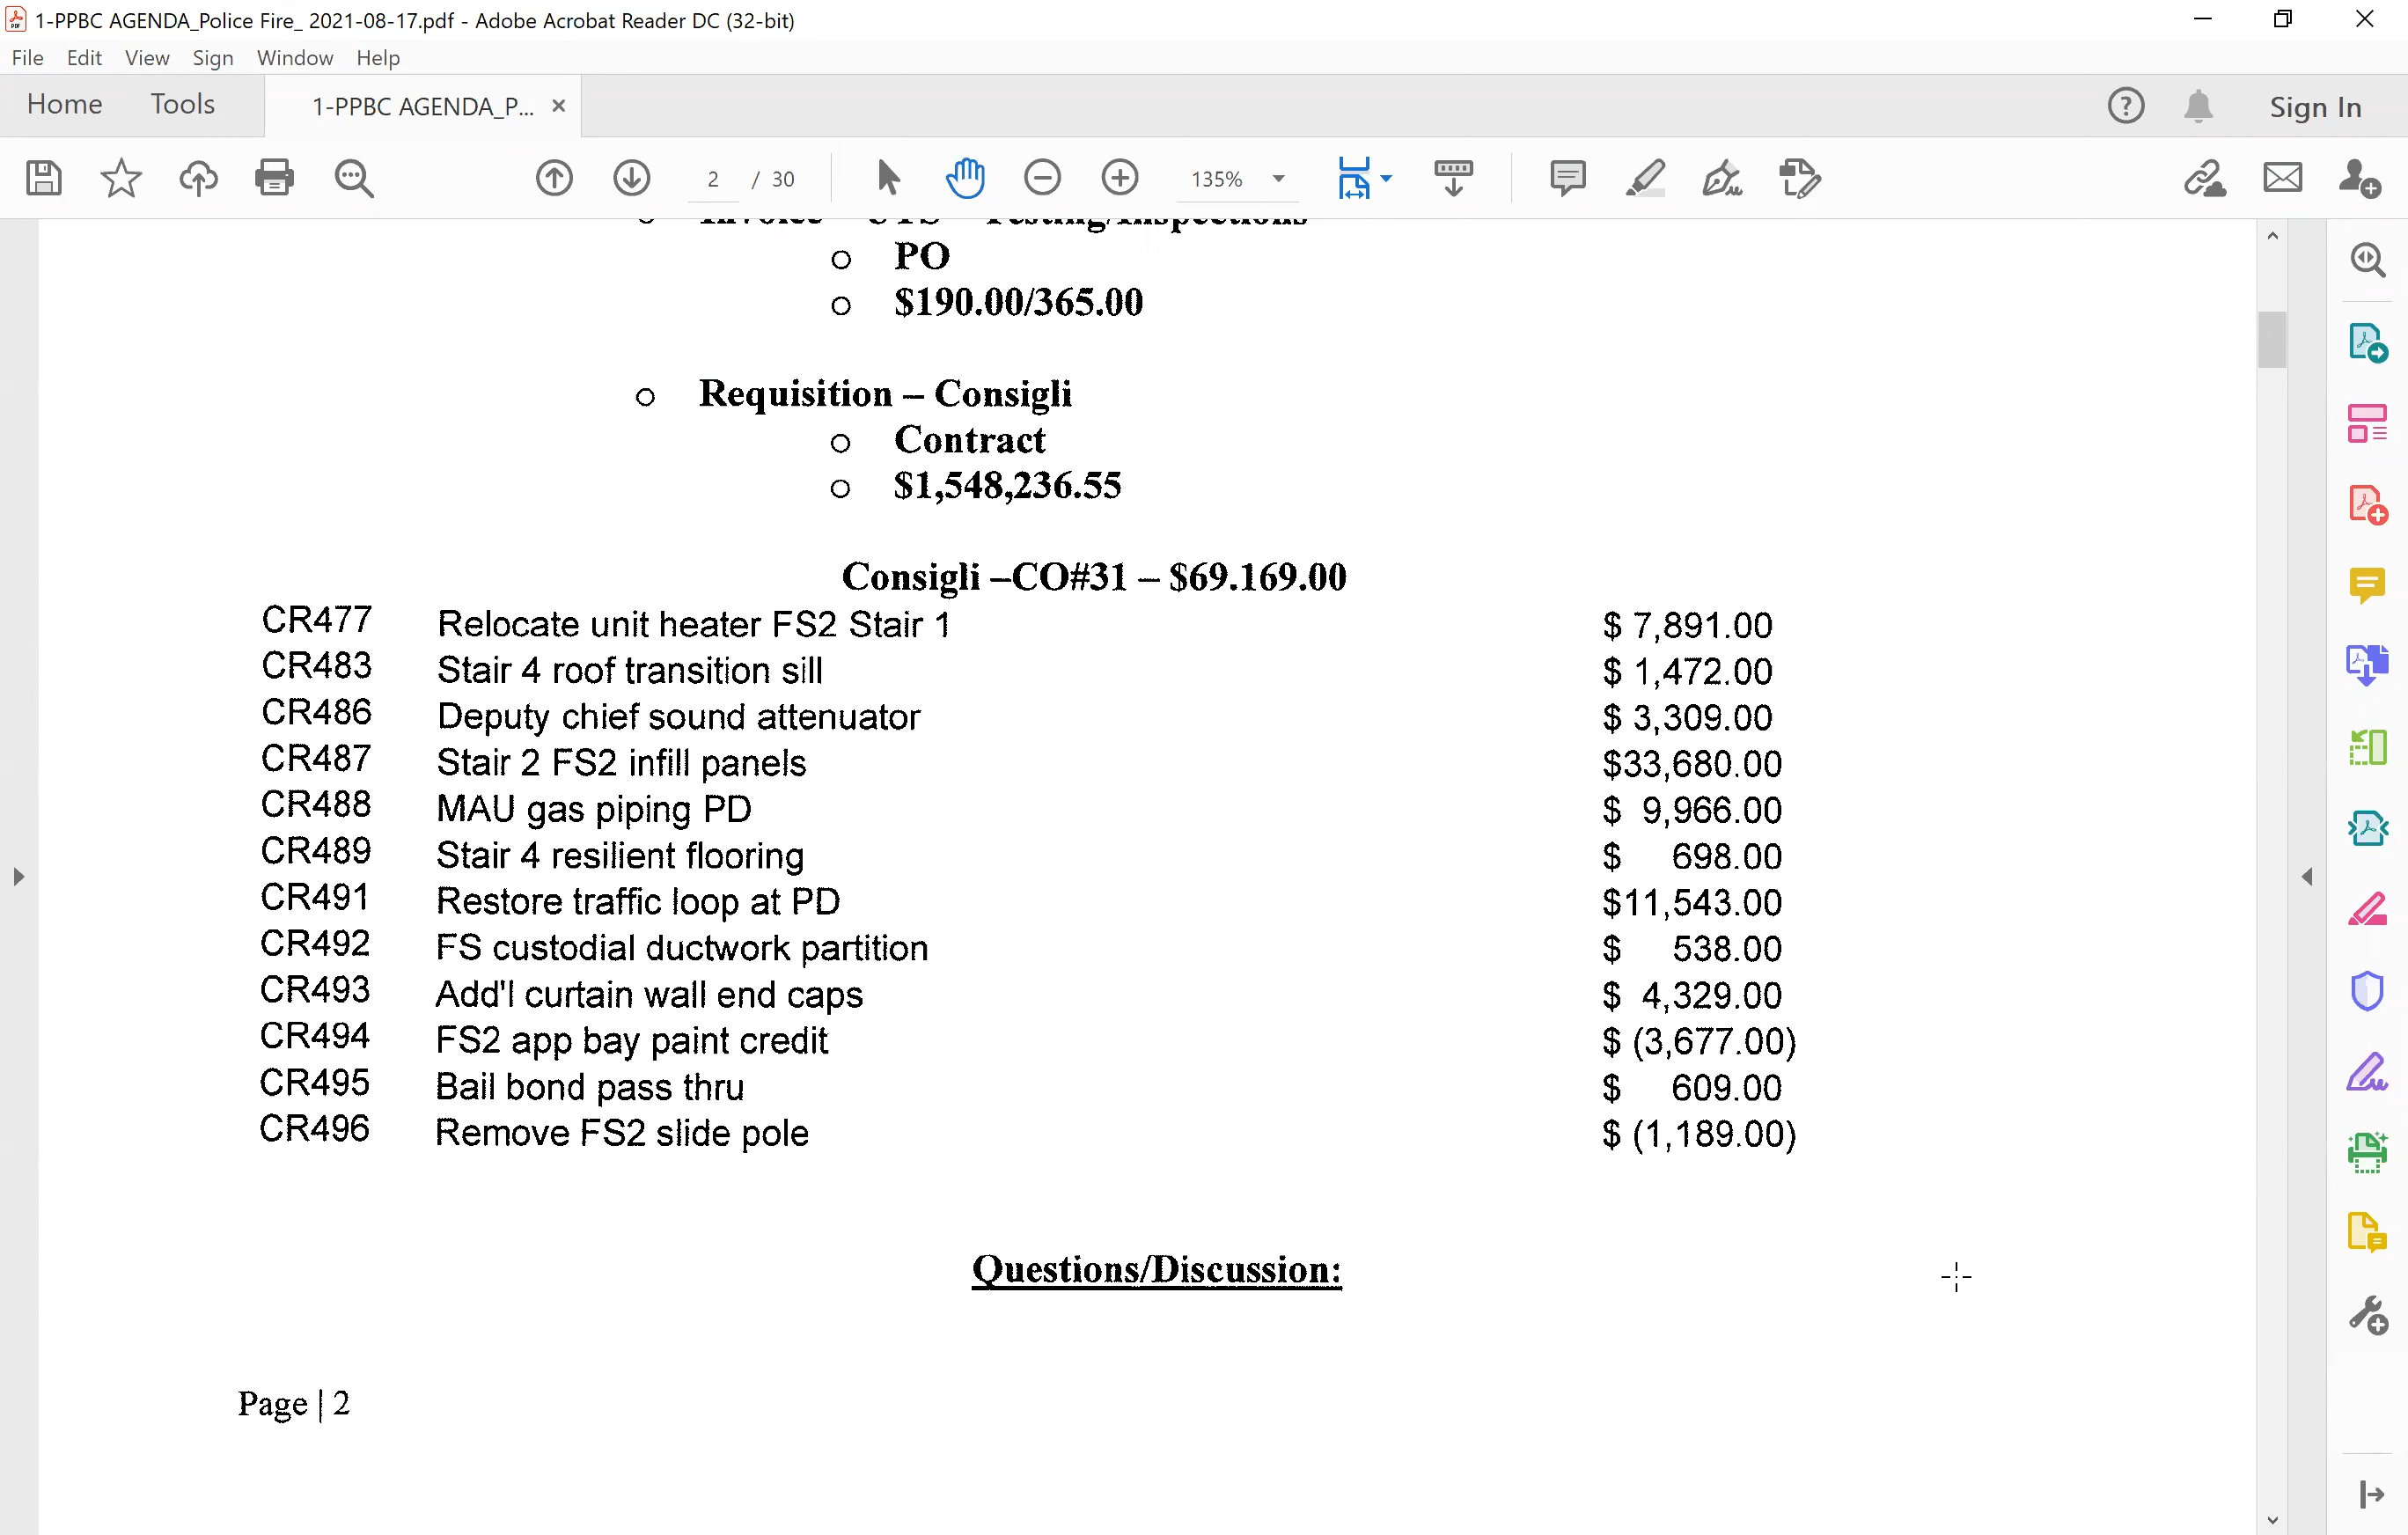 1-PPBC AGENDA_Police Fire_ 2021-08-17.pdf - Adobe Acrobat Reader DC (32-bit)
File Edit View Sign Window Help
Home Tools 1-PPBC AGENDA_P... Sign In
2 / 30 135%
Invoice – UTS – Testing/Inspections
o PO
o $190.00/365.00
o Requisition – Consigli
o Contract
o $1,548,236.55
Consigli –CO#31 – $69.169.00
CR477 Relocate unit heater FS2 Stair 1 $ 7,891.00
CR483 Stair 4 roof transition sill $ 1,472.00
CR486 Deputy chief sound attenuator $ 3,309.00
CR487 Stair 2 FS2 infill panels $33,680.00
CR488 MAU gas piping PD $ 9,966.00
CR489 Stair 4 resilient flooring $ 698.00
CR491 Restore traffic loop at PD $11,543.00
CR492 FS custodial ductwork partition $ 538.00
CR493 Add'l curtain wall end caps $ 4,329.00
CR494 FS2 app bay paint credit $ (3,677.00)
CR495 Bail bond pass thru $ 609.00
CR496 Remove FS2 slide pole $ (1,189.00)
Questions/Discussion:
Page | 2